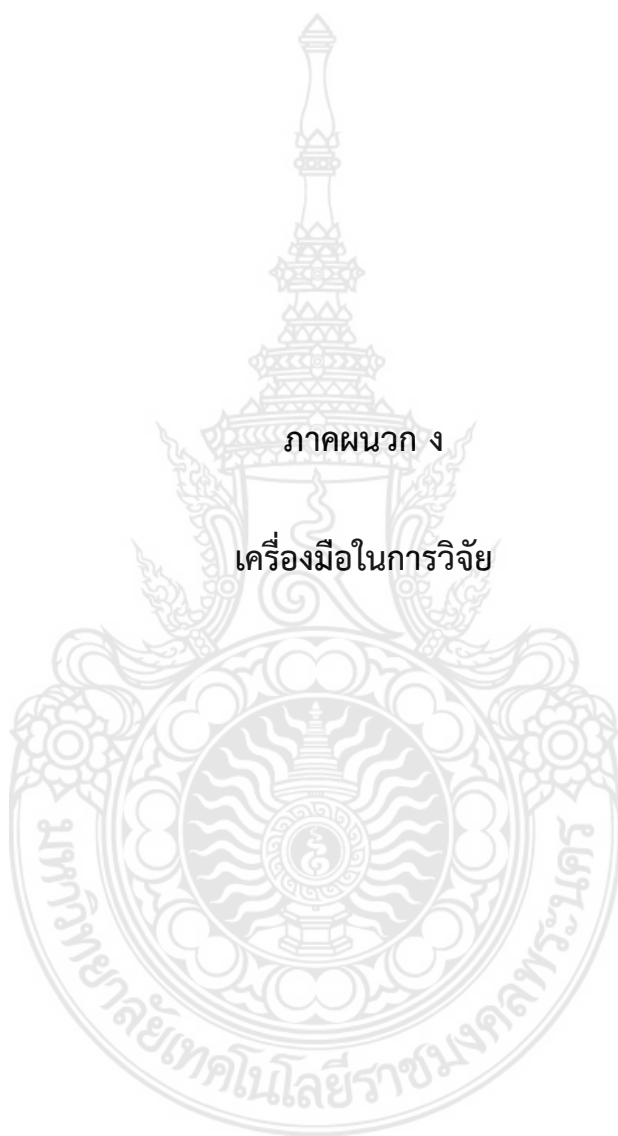 ภาคผนวก ง
เครื่องมือในการวิจัย
มหาวิทยาลัยเทคโนโลยีราชมงคลพระนคร